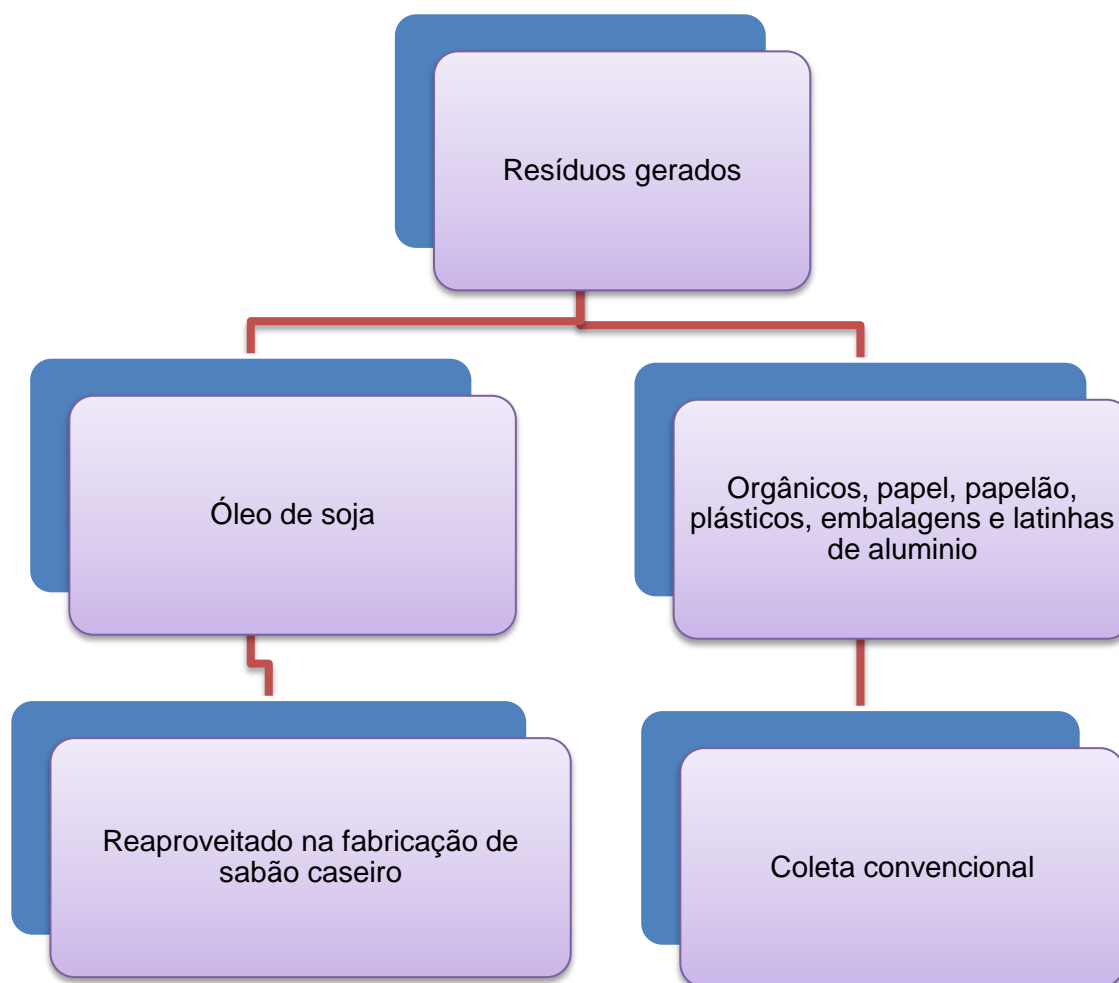 Resíduos gerados
Óleo de soja
Orgânicos, papel, papelão,
plásticos, embalagens e latinhas
de aluminio
Reaproveitado na fabricação de
sabão caseiro
Coleta convencional